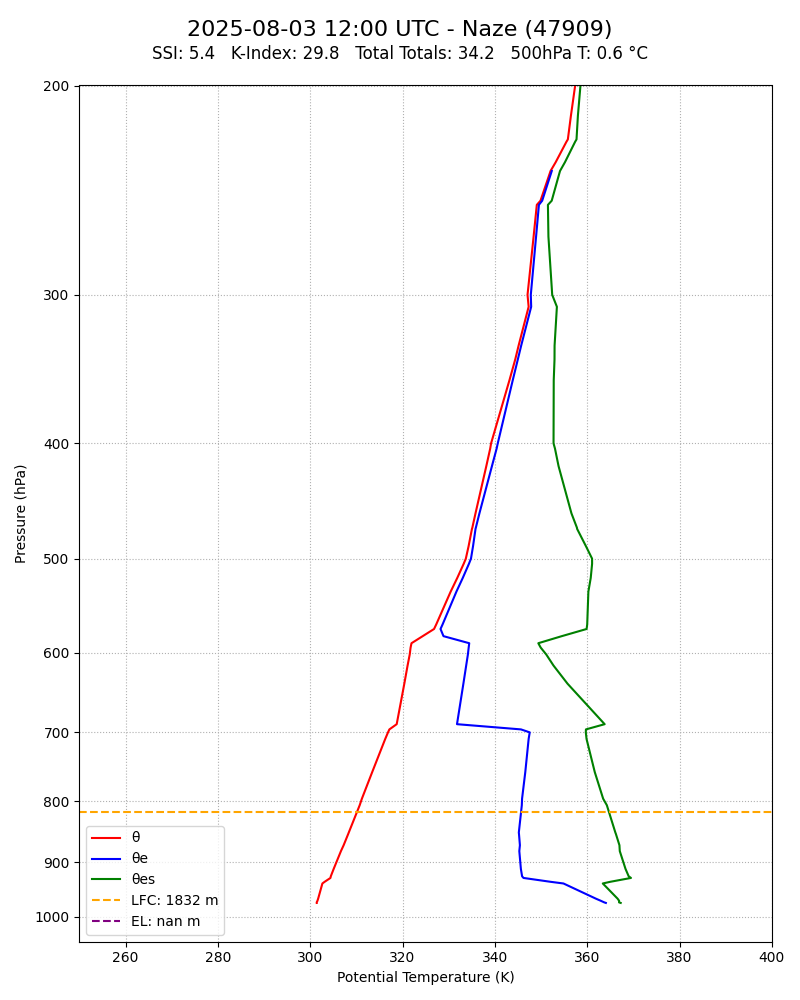 2025-08-03 12:00 UTC - Naze (47909)
SSI: 5.4   K-Index: 29.8   Total Totals: 34.2   500hPa T: 0.6 °C
200
300
400
500
600
700
800
900
1000
Pressure (hPa)
θ
θe
θes
LFC: 1832 m
EL: nan m
260
280
300
320
340
360
380
400
Potential Temperature (K)